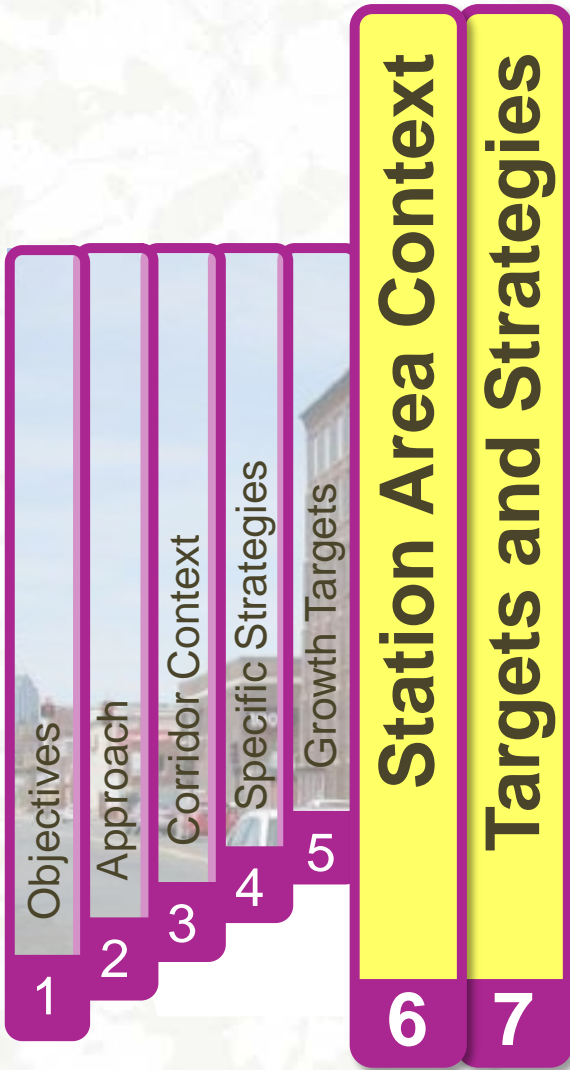 Objectives
1
Approach
2
Corridor Context
3
Specific Strategies
4
Growth Targets
5
Station Area Context
6
Targets and Strategies
7